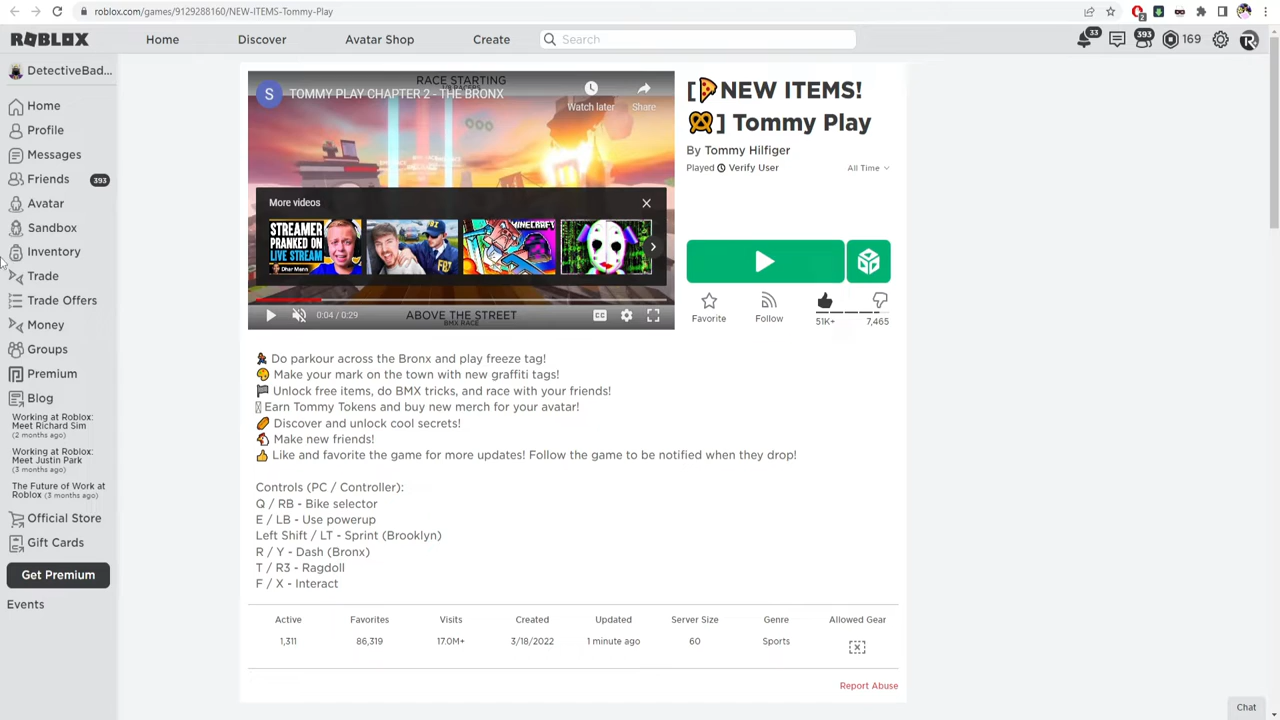 roblox.com/games/9129288160/NEW-ITEMS-Tommy-Play
2
ROBLOX
Home
Discover
Avatar Shop
Create
Search
33
393
169
DetectiveBad...
Home
Profile
Messages
Friends
393
Avatar
Sandbox
Inventory
Trade
Trade Offers
Money
Groups
Premium
Blog
Working at Roblox:
Meet Richard Sim
(2 months ago)
Working at Roblox:
Meet Justin Park
(3 months ago)
The Future of Work at
Roblox (3 months ago)
Official Store
Gift Cards
Get Premium
Events
RACE STARTING
S
TOMMY PLAY CHAPTER 2 - THE BRONX
Watch later
Share
More videos
STREAMER
PRANKED ON
LIVE STREAM
Dhar Mann
FBI
MINECRAFT
0:04 / 0:29
ABOVE THE STREET
BMX RACE
CC
[🍕NEW ITEMS!
🥨] Tommy Play
By Tommy Hilfiger
Played Verify User
All Time
Favorite
Follow
51K+
7,465
Do parkour across the Bronx and play freeze tag!
Make your mark on the town with new graffiti tags!
Unlock free items, do BMX tricks, and race with your friends!
Earn Tommy Tokens and buy new merch for your avatar!
Discover and unlock cool secrets!
Make new friends!
👍 Like and favorite the game for more updates! Follow the game to be notified when they drop!
Controls (PC / Controller):
Q / RB - Bike selector
E / LB - Use powerup
Left Shift / LT - Sprint (Brooklyn)
R / Y - Dash (Bronx)
T / R3 - Ragdoll
F / X - Interact
Active Favorites Visits Created Updated Server Size Genre Allowed Gear
1,311 86,319 17.0M+ 3/18/2022 1 minute ago 60 Sports
Report Abuse
Chat